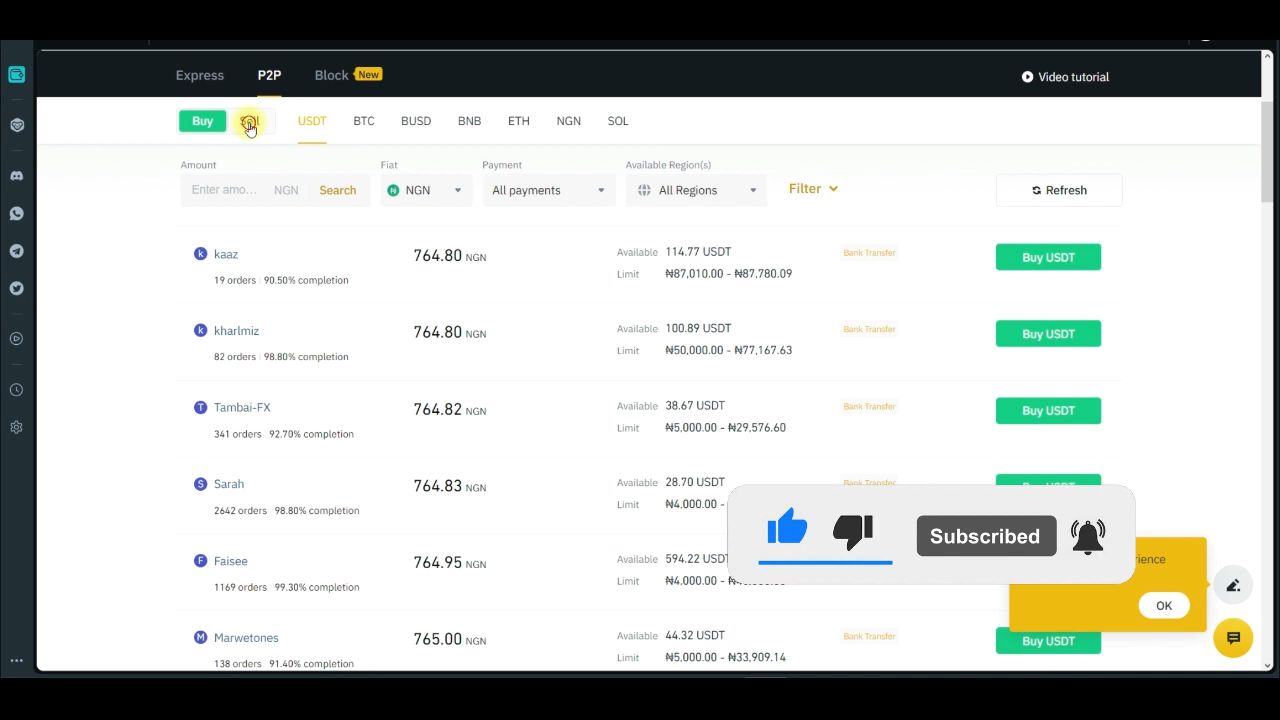 Express P2P Block New Video tutorial
Buy USDT BTC BUSD BNB ETH NGN SOL
Amount Fiat Payment Available Region(s)
Enter amo... NGN Search NGN All payments All Regions Filter Refresh
k kaaz 764.80 NGN Available 114.77 USDT Bank Transfer Buy USDT
19 orders 90.50% completion Limit ₦87,010.00 - ₦87,780.09
k kharlmiz 764.80 NGN Available 100.89 USDT Bank Transfer Buy USDT
82 orders 98.80% completion Limit ₦50,000.00 - ₦77,167.63
T Tambai-FX 764.82 NGN Available 38.67 USDT Bank Transfer Buy USDT
341 orders 92.70% completion Limit ₦5,000.00 - ₦29,576.60
S Sarah 764.83 NGN Available 28.70 USDT Bank Transfer
2642 orders 98.80% completion Limit ₦4,000.00 -
F Faisee 764.95 NGN Available 594.22 USDT
1169 orders 99.30% completion Limit ₦4,000.00 -
Subscribed
OK
M Marwetones 765.00 NGN Available 44.32 USDT Bank Transfer Buy USDT
138 orders 91.40% completion Limit ₦5,000.00 - ₦33,909.14